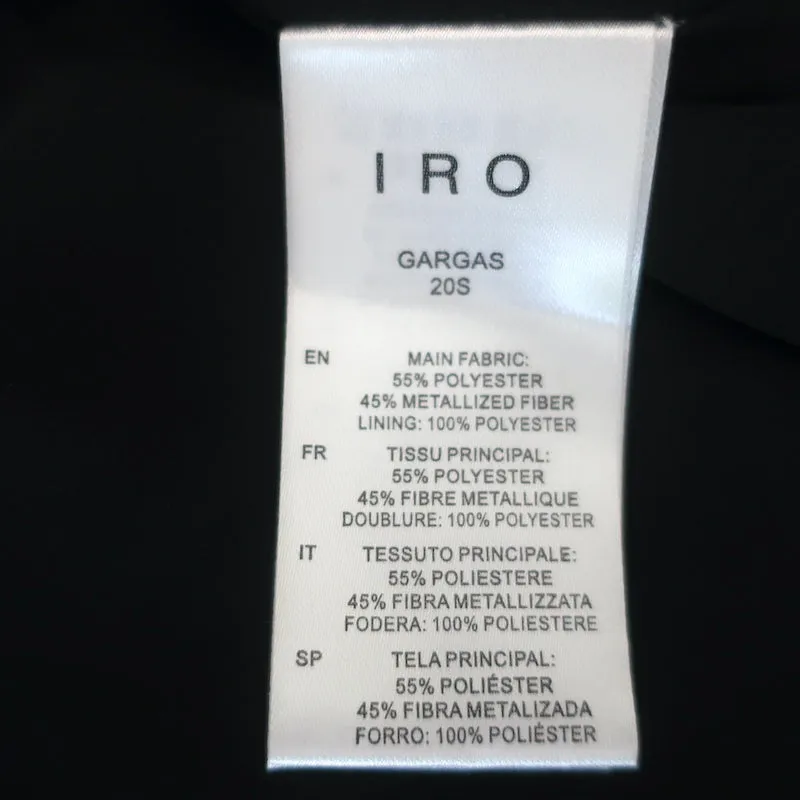 IRO
GARGAS
20S
EN MAIN FABRIC:
55% POLYESTER
45% METALLIZED FIBER
LINING: 100% POLYESTER
FR TISSU PRINCIPAL:
55% POLYESTER
45% FIBRE METALLIQUE
DOUBLURE: 100% POLYESTER
IT TESSUTO PRINCIPALE:
55% POLIESTERE
45% FIBRA METALLIZZATA
FODERA: 100% POLIESTERE
SP TELA PRINCIPAL:
55% POLIÉSTER
45% FIBRA METALIZADA
FORRO: 100% POLIÉSTER